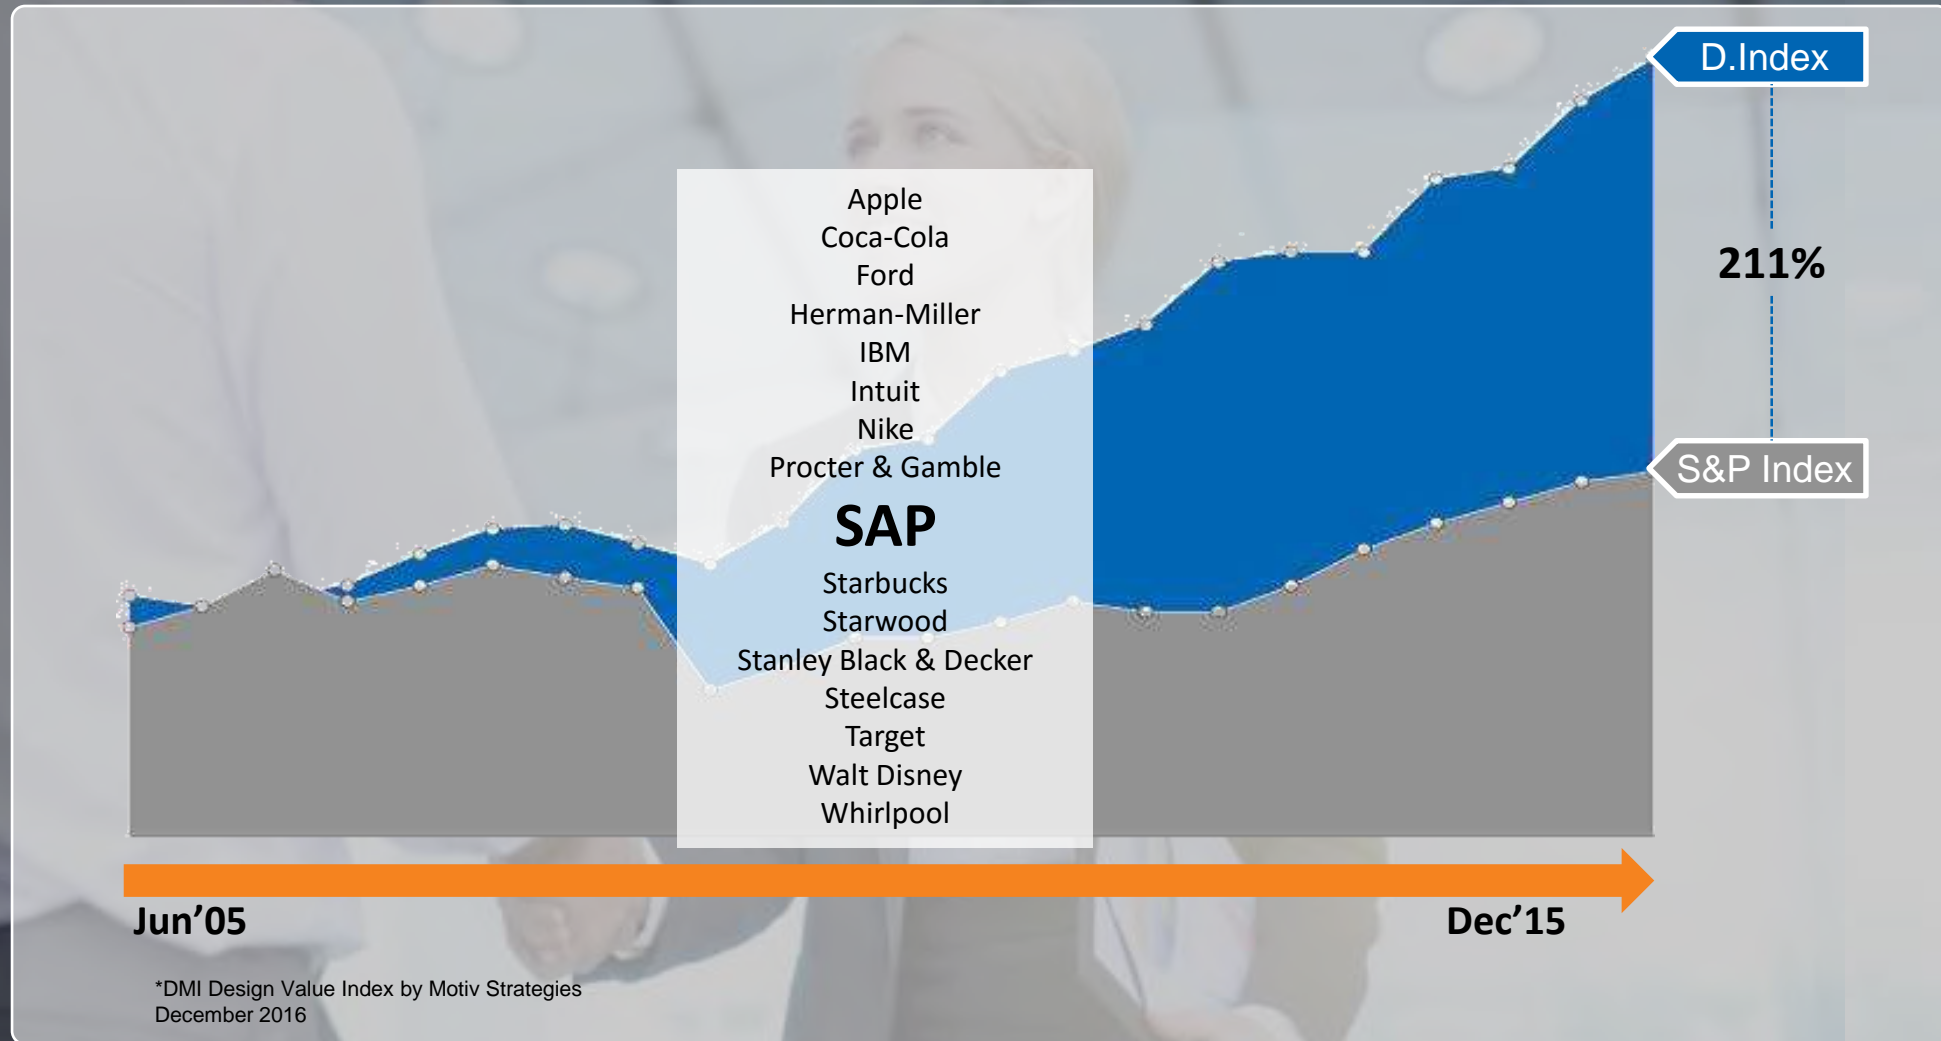 D.Index
211%
S&P Index
Apple
Coca-Cola
Ford
Herman-Miller
IBM
Intuit
Nike
Procter & Gamble
SAP
Starbucks
Starwood
Stanley Black & Decker
Steelcase
Target
Walt Disney
Whirlpool
Jun’05
Dec’15
*DMI Design Value Index by Motiv Strategies
December 2016